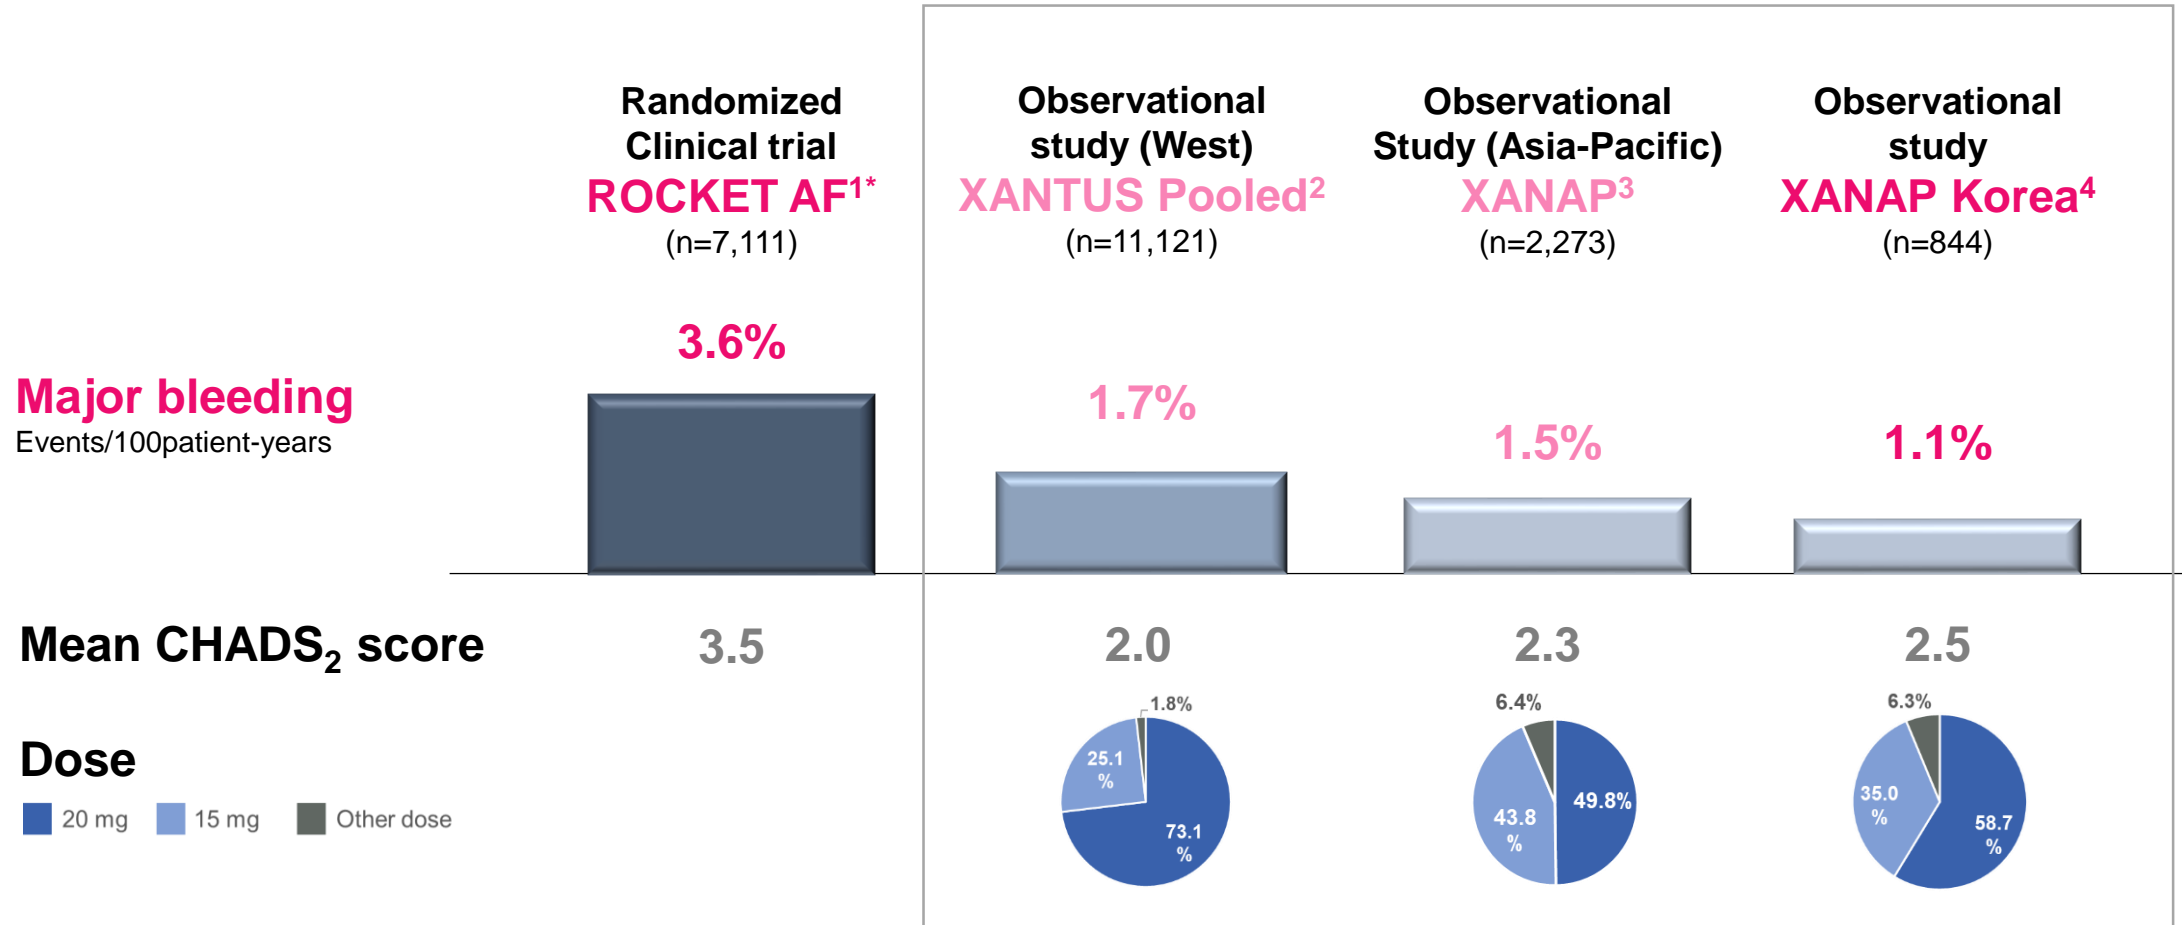 Randomized
Clinical trial
ROCKET AF1*
(n=7,111)
Observational
study (West)
XANTUS Pooled2
(n=11,121)
Observational
Study (Asia-Pacific)
XANAP3
(n=2,273)
Observational
study
XANAP Korea4
(n=844)
Major bleeding
Events/100patient-years
3.6%
1.7%
1.5%
1.1%
Mean CHADS2 score
3.5
2.0
2.3
2.5
Dose
20 mg
15 mg
Other dose
1.8%
25.1
%
73.1
%
6.4%
43.8
%
49.8%
6.3%
35.0
%
58.7
%